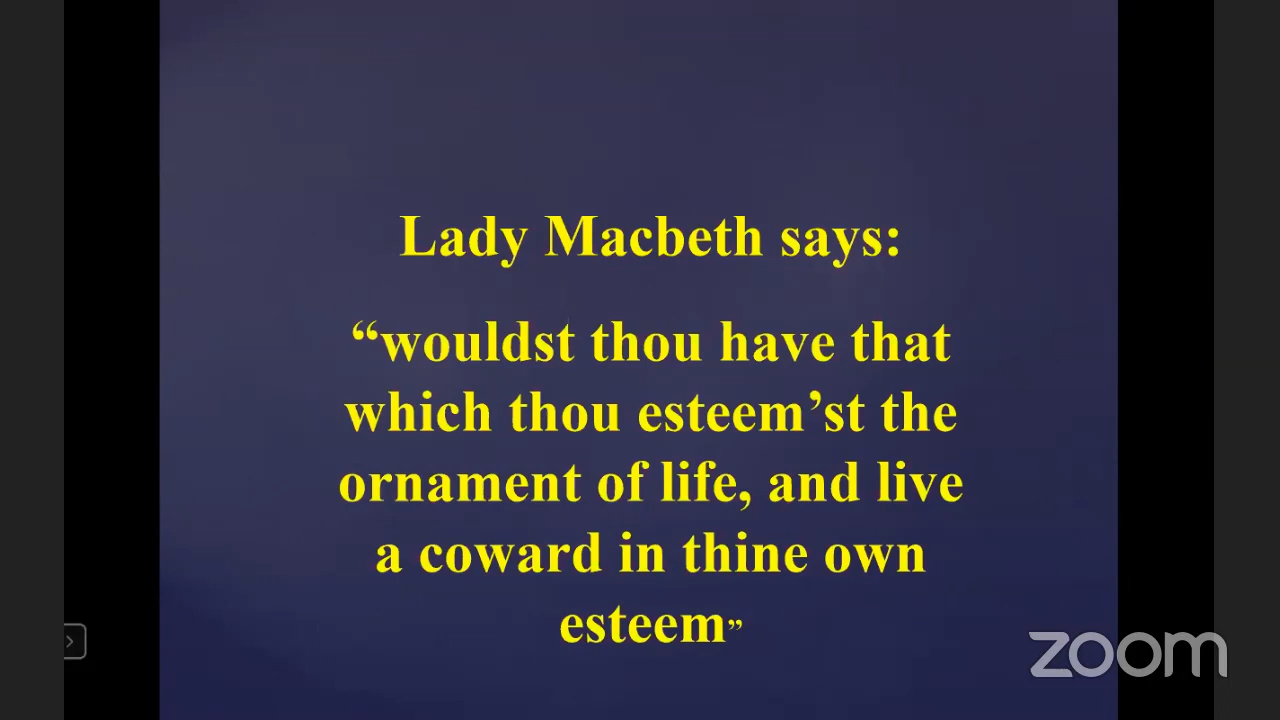 Lady Macbeth says:
“wouldst thou have that
which thou esteem’st the
ornament of life, and live
a coward in thine own
esteem”
zoom